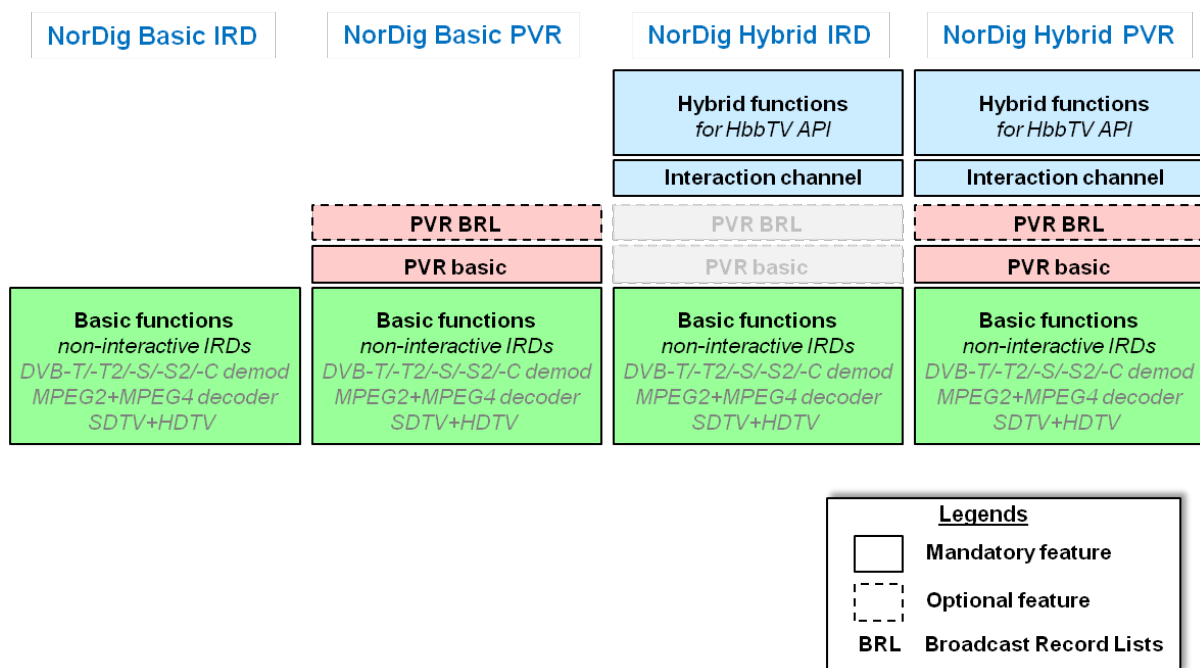 NorDig Basic IRD
NorDig Basic PVR
NorDig Hybrid IRD
NorDig Hybrid PVR
Hybrid functions
for HbbTV API
Hybrid functions
for HbbTV API
Interaction channel
Interaction channel
PVR BRL
PVR BRL
PVR BRL
PVR basic
PVR basic
PVR basic
Basic functions
non-interactive IRDs
DVB-T/-T2/-S/-S2/-C demod
MPEG2+MPEG4 decoder
SDTV+HDTV
Basic functions
non-interactive IRDs
DVB-T/-T2/-S/-S2/-C demod
MPEG2+MPEG4 decoder
SDTV+HDTV
Basic functions
non-interactive IRDs
DVB-T/-T2/-S/-S2/-C demod
MPEG2+MPEG4 decoder
SDTV+HDTV
Basic functions
non-interactive IRDs
DVB-T/-T2/-S/-S2/-C demod
MPEG2+MPEG4 decoder
SDTV+HDTV
Legends
Mandatory feature
Optional feature
BRL Broadcast Record Lists